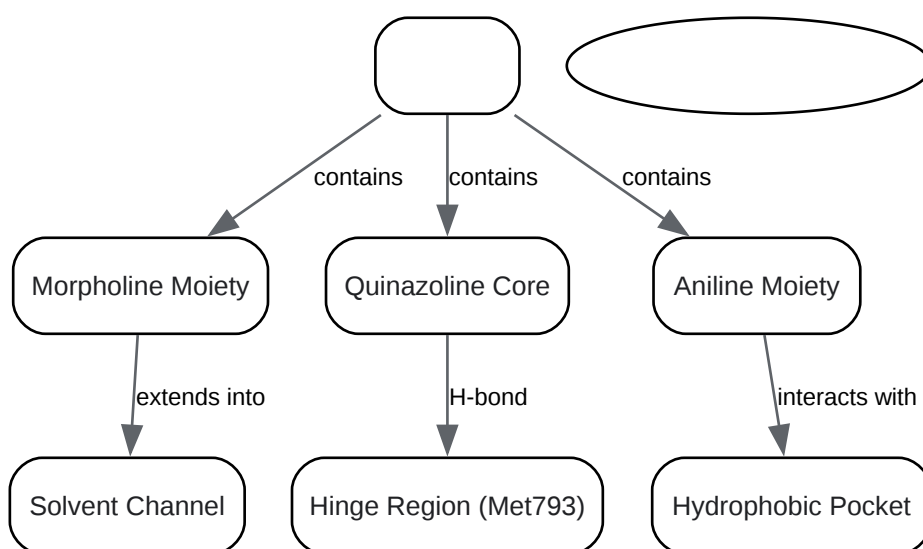 contains
contains
contains
Morpholine Moiety
Quinazoline Core
Aniline Moiety
extends into
H-bond
interacts with
Solvent Channel
Hinge Region (Met793)
Hydrophobic Pocket